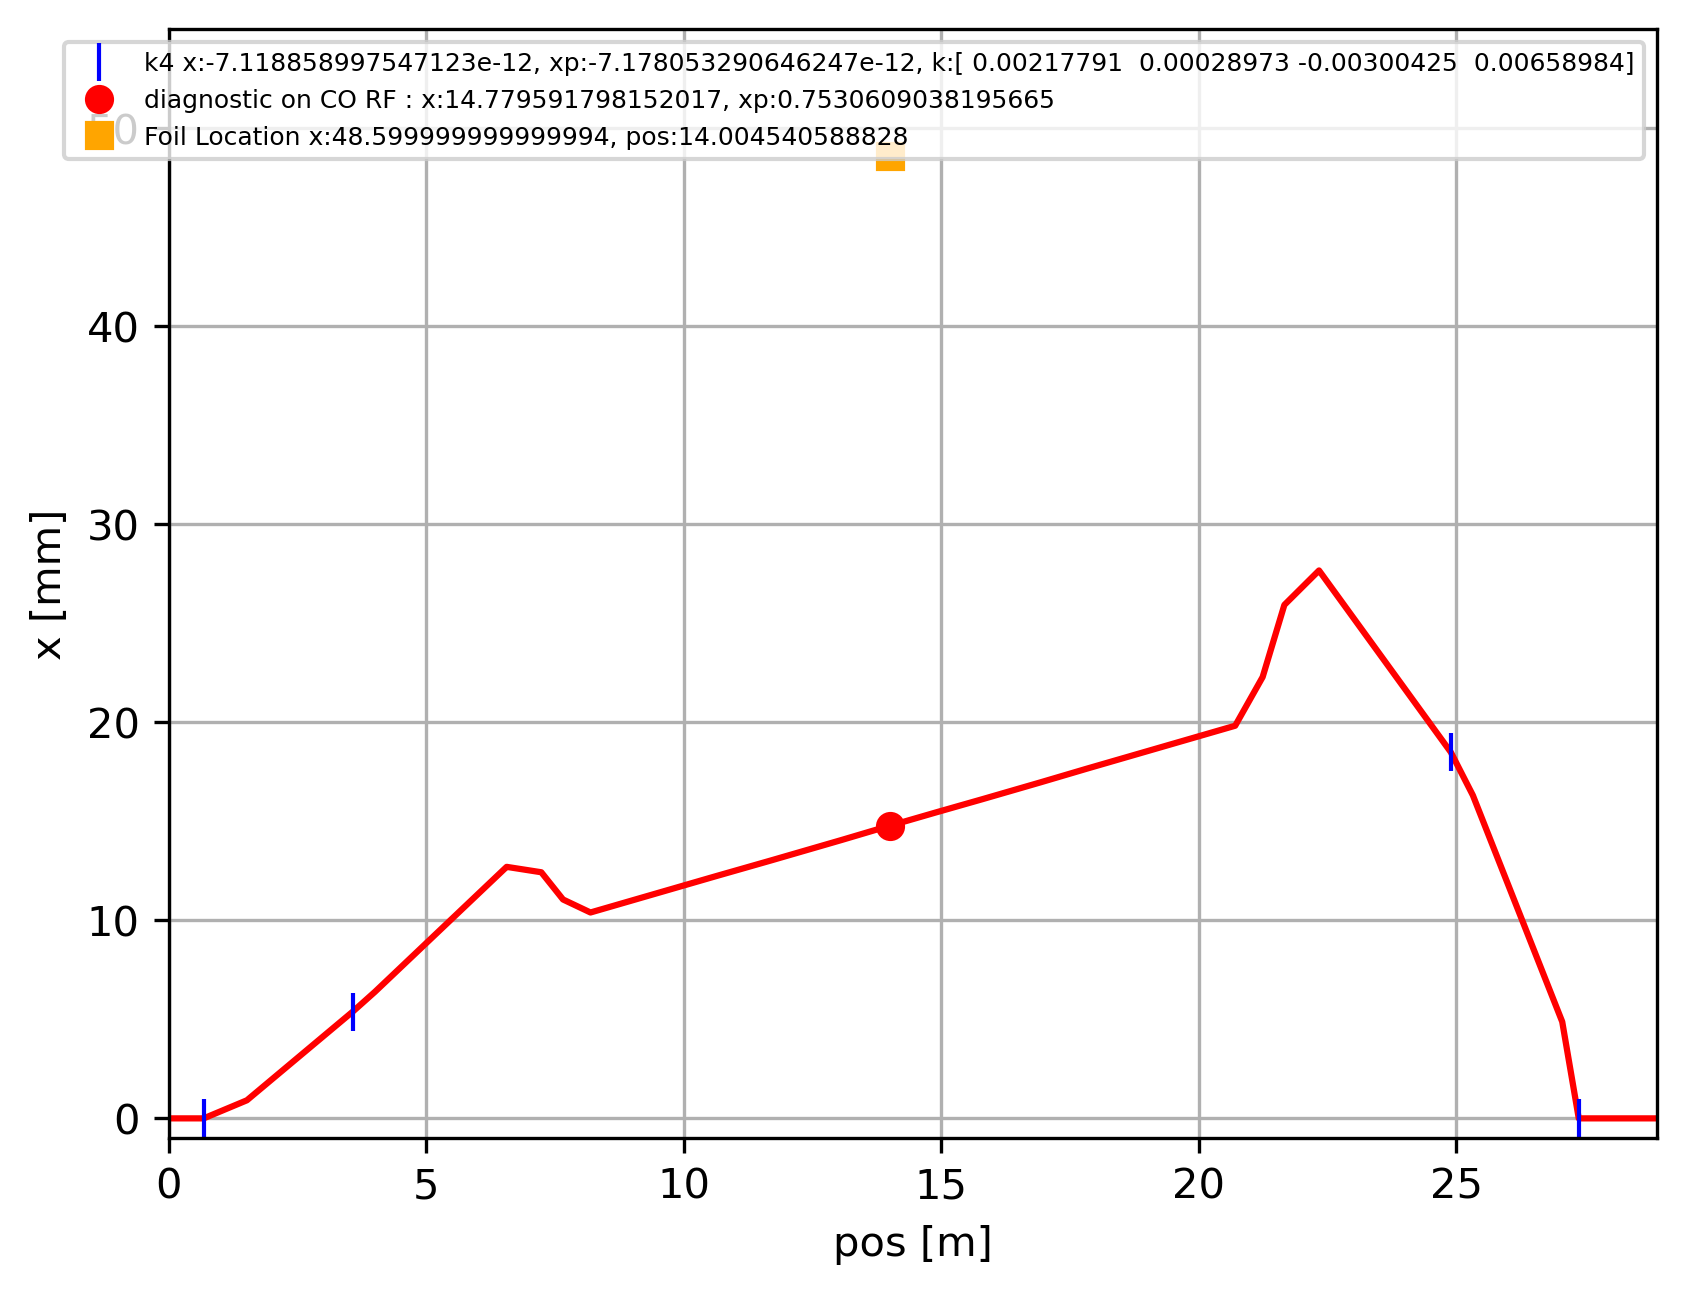 k4 x:-7.118858997547123e-12, xp:-7.178053290646247e-12, k:[ 0.00217791  0.00028973 -0.00300425  0.00658984]
diagnostic on CO RF : x:14.779591798152017, xp:0.7530609038195665
Foil Location x:48.599999999999994, pos:14.004540588828
50
40
30
20
10
0
x [mm]
0 5 10 15 20 25
pos [m]